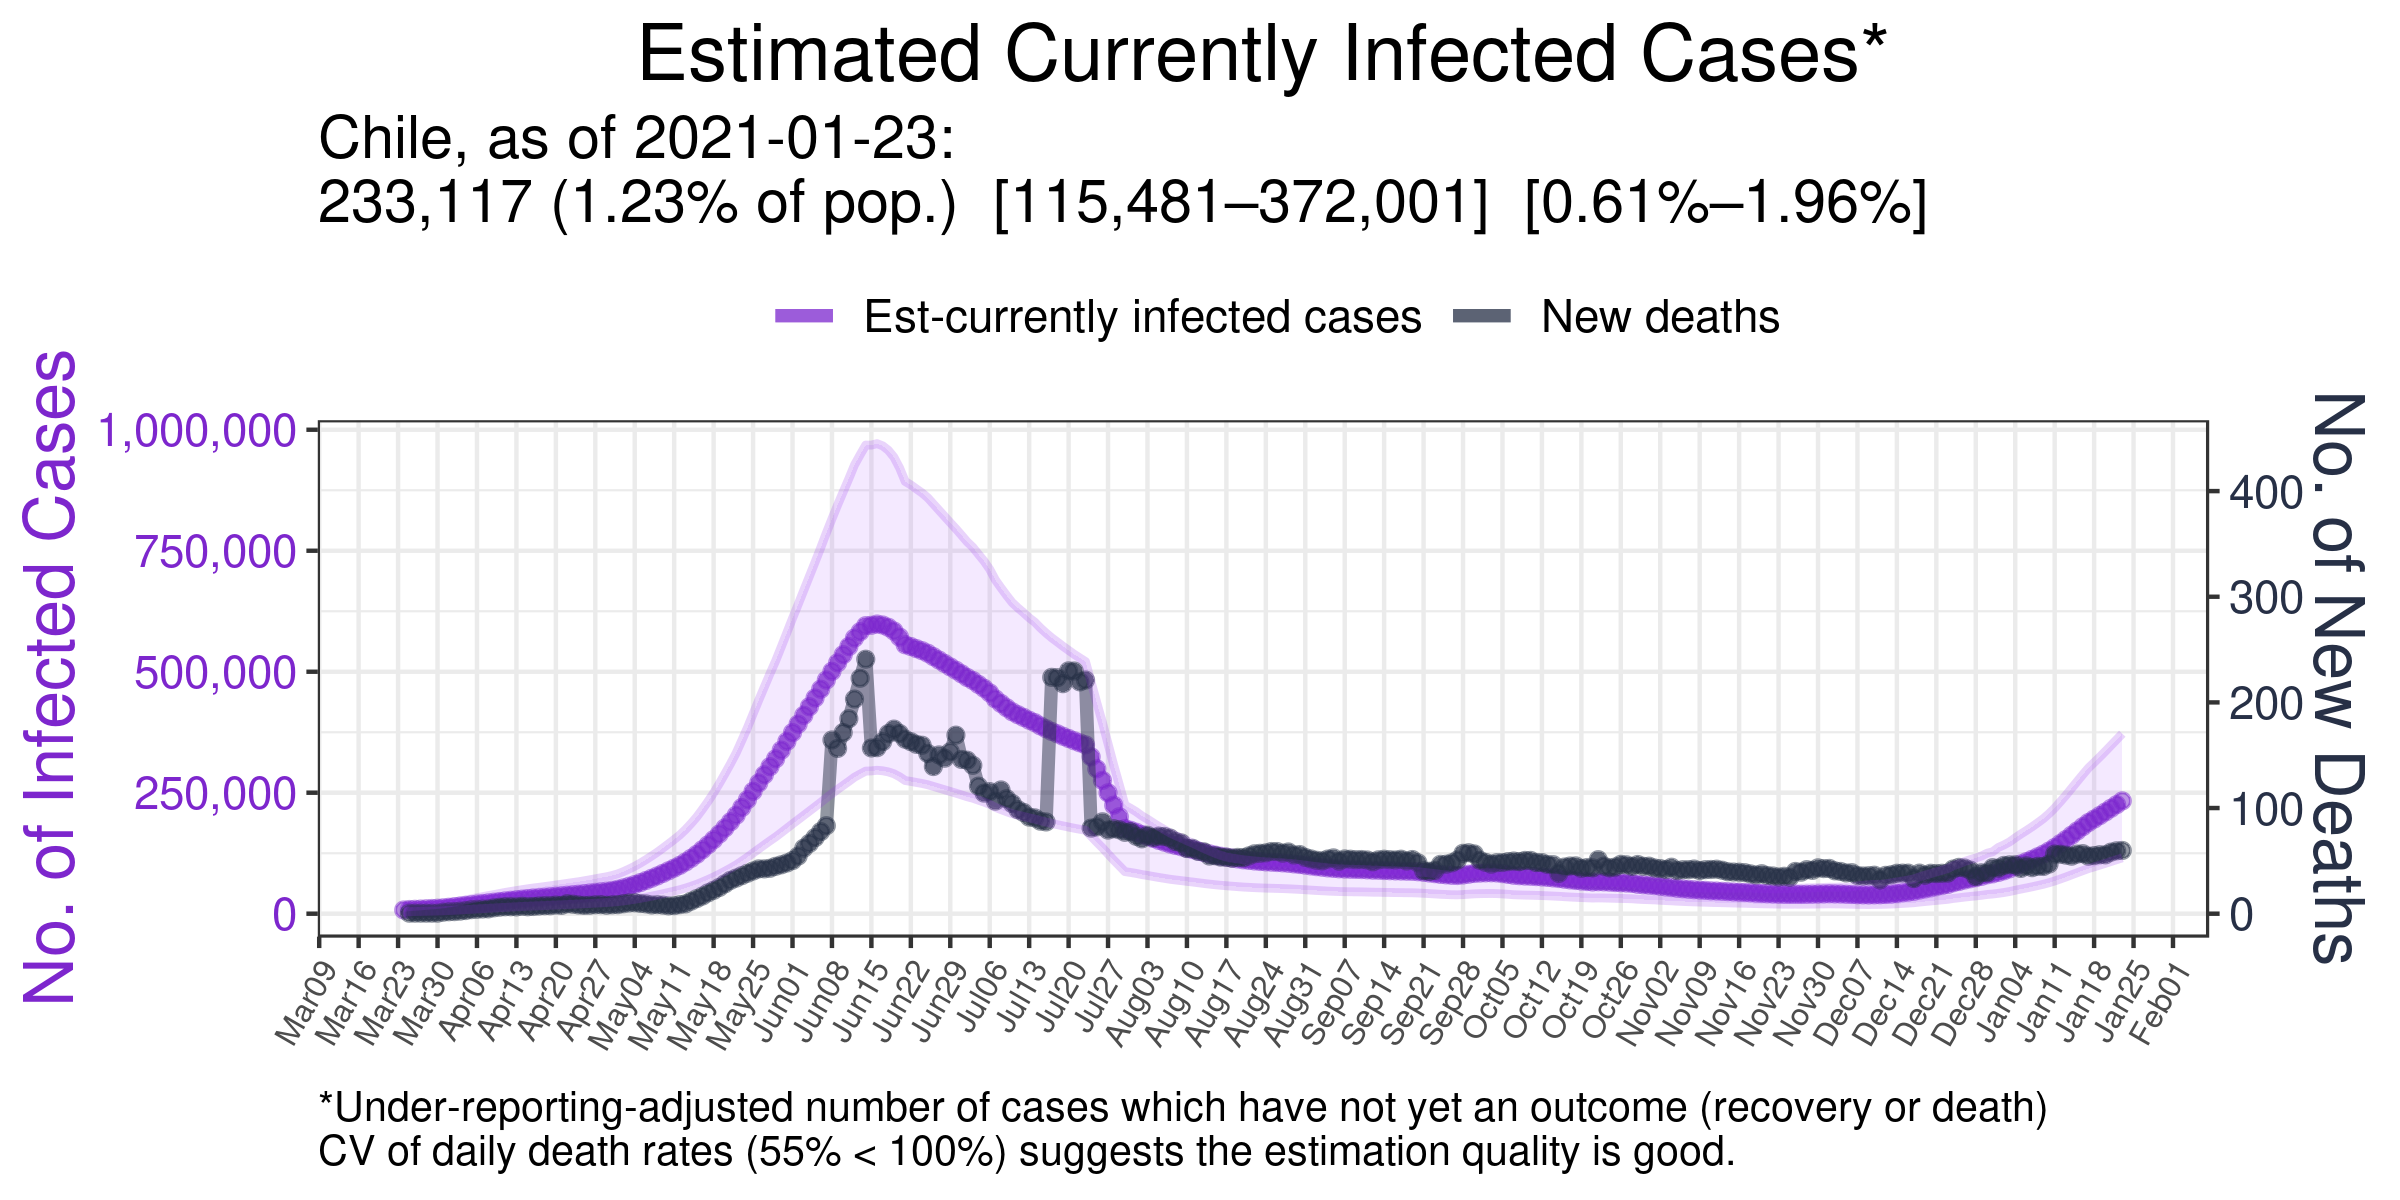 Estimated Currently Infected Cases*
Chile, as of 2021-01-23:
233,117 (1.23% of pop.) [115,481–372,001] [0.61%–1.96%]
Est-currently infected cases
New deaths
No. of Infected Cases
1,000,000
750,000
500,000
250,000
0
400
300
200
100
0
No. of New Deaths
Mar09
Mar16
Mar23
Mar30
Apr06
Apr13
Apr20
Apr27
May04
May11
May18
May25
Jun01
Jun08
Jun15
Jun22
Jun29
Jul06
Jul13
Jul20
Jul27
Aug03
Aug10
Aug17
Aug24
Aug31
Sep07
Sep14
Sep21
Sep28
Oct05
Oct12
Oct19
Oct26
Nov02
Nov09
Nov16
Nov23
Nov30
Dec07
Dec14
Dec21
Dec28
Jan04
Jan11
Jan18
Jan25
Feb01
*Under-reporting-adjusted number of cases which have not yet an outcome (recovery or death)
CV of daily death rates (55% < 100%) suggests the estimation quality is good.